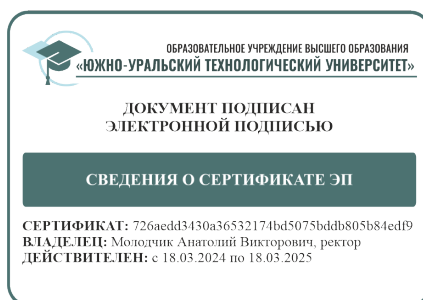 ОБРАЗОВАТЕЛЬНОЕ УЧРЕЖДЕНИЕ ВЫСШЕГО ОБРАЗОВАНИЯ
«ЮЖНО-УРАЛЬСКИЙ ТЕХНОЛОГИЧЕСКИЙ УНИВЕРСИТЕТ»
ДОКУМЕНТ ПОДПИСАН
ЭЛЕКТРОННОЙ ПОДПИСЬЮ
СВЕДЕНИЯ О СЕРТИФИКАТЕ ЭП
СЕРТИФИКАТ: 726aedd3430a36532174bd5075bddb805b84edf9
ВЛАДЕЛЕЦ: Молодчик Анатолий Викторович, ректор
ДЕЙСТВИТЕЛЕН: с 18.03.2024 по 18.03.2025